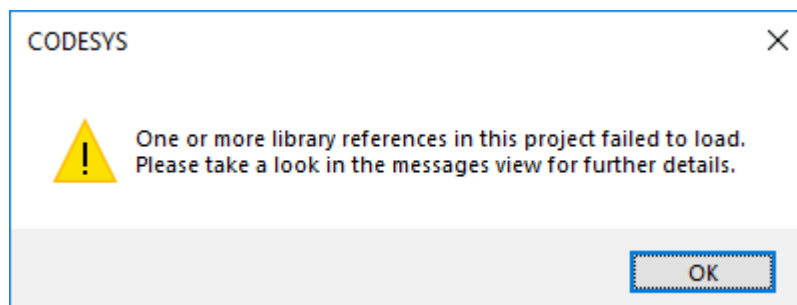 CODESYS
One or more library references in this project failed to load.
Please take a look in the messages view for further details.
OK